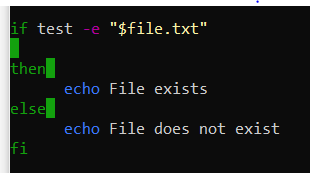 if test -e "$file.txt"
then
echo File exists
else
echo File does not exist
fi